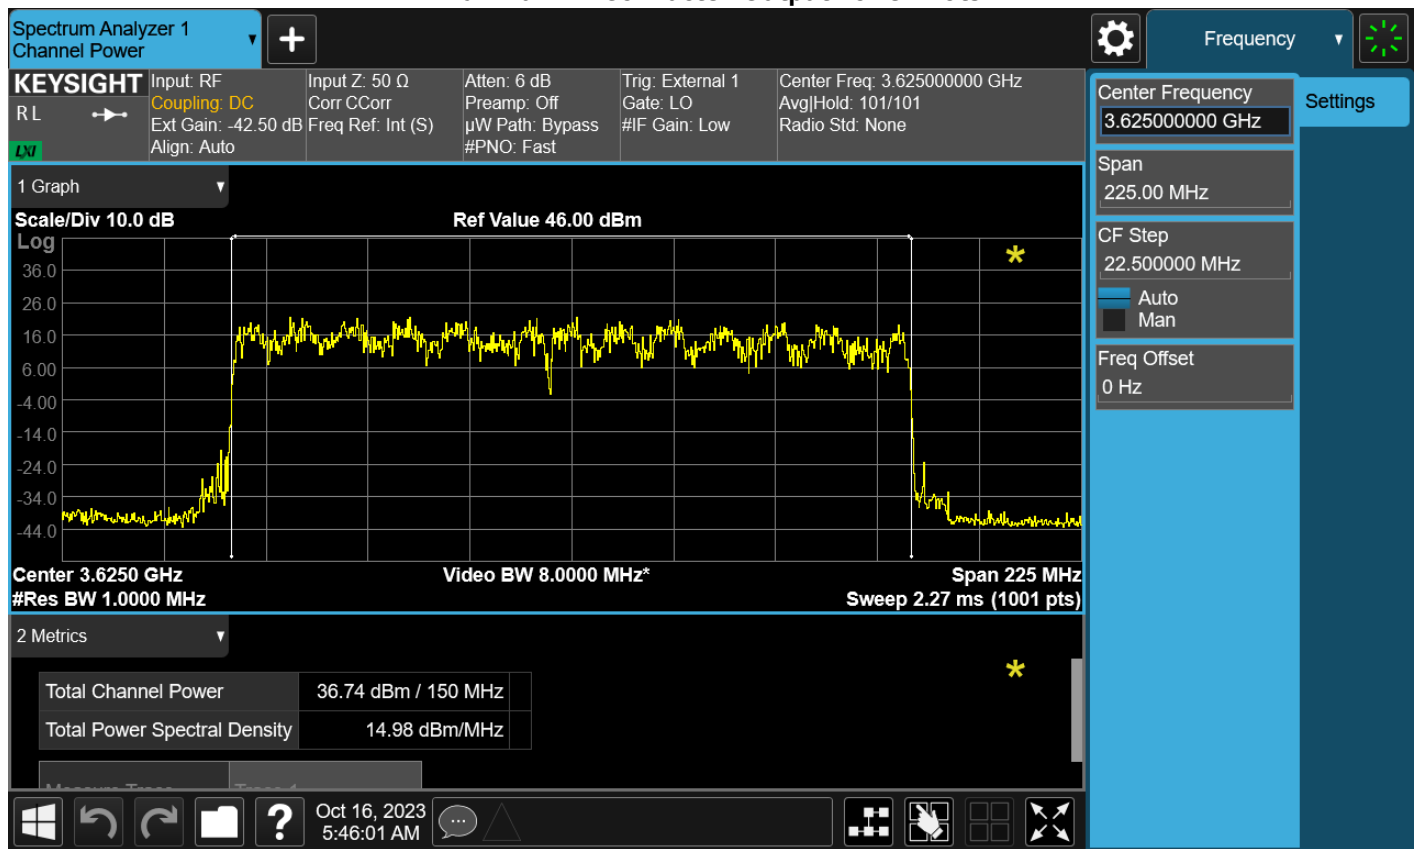 Spectrum Analyzer 1
Channel Power
Frequency
KEYSIGHT
R L
LXI
Input: RF
Coupling: DC
Ext Gain: -42.50 dB
Align: Auto
Input Z: 50 Ω
Corr CCorr
Freq Ref: Int (S)
Atten: 6 dB
Preamp: Off
µW Path: Bypass
#PNO: Fast
Trig: External 1
Gate: LO
#IF Gain: Low
Center Freq: 3.625000000 GHz
Avg|Hold: 101/101
Radio Std: None
Center Frequency
3.625000000 GHz
Settings
Span
225.00 MHz
CF Step
22.500000 MHz
Auto
Man
Freq Offset
0 Hz
1 Graph
Scale/Div 10.0 dB
Ref Value 46.00 dBm
Log
36.0
26.0
16.0
6.00
-4.00
-14.0
-24.0
-34.0
-44.0
Center 3.6250 GHz
Video BW 8.0000 MHz*
Span 225 MHz
#Res BW 1.0000 MHz
Sweep 2.27 ms (1001 pts)
2 Metrics
Total Channel Power 36.74 dBm / 150 MHz
Total Power Spectral Density 14.98 dBm/MHz
Oct 16, 2023
5:46:01 AM